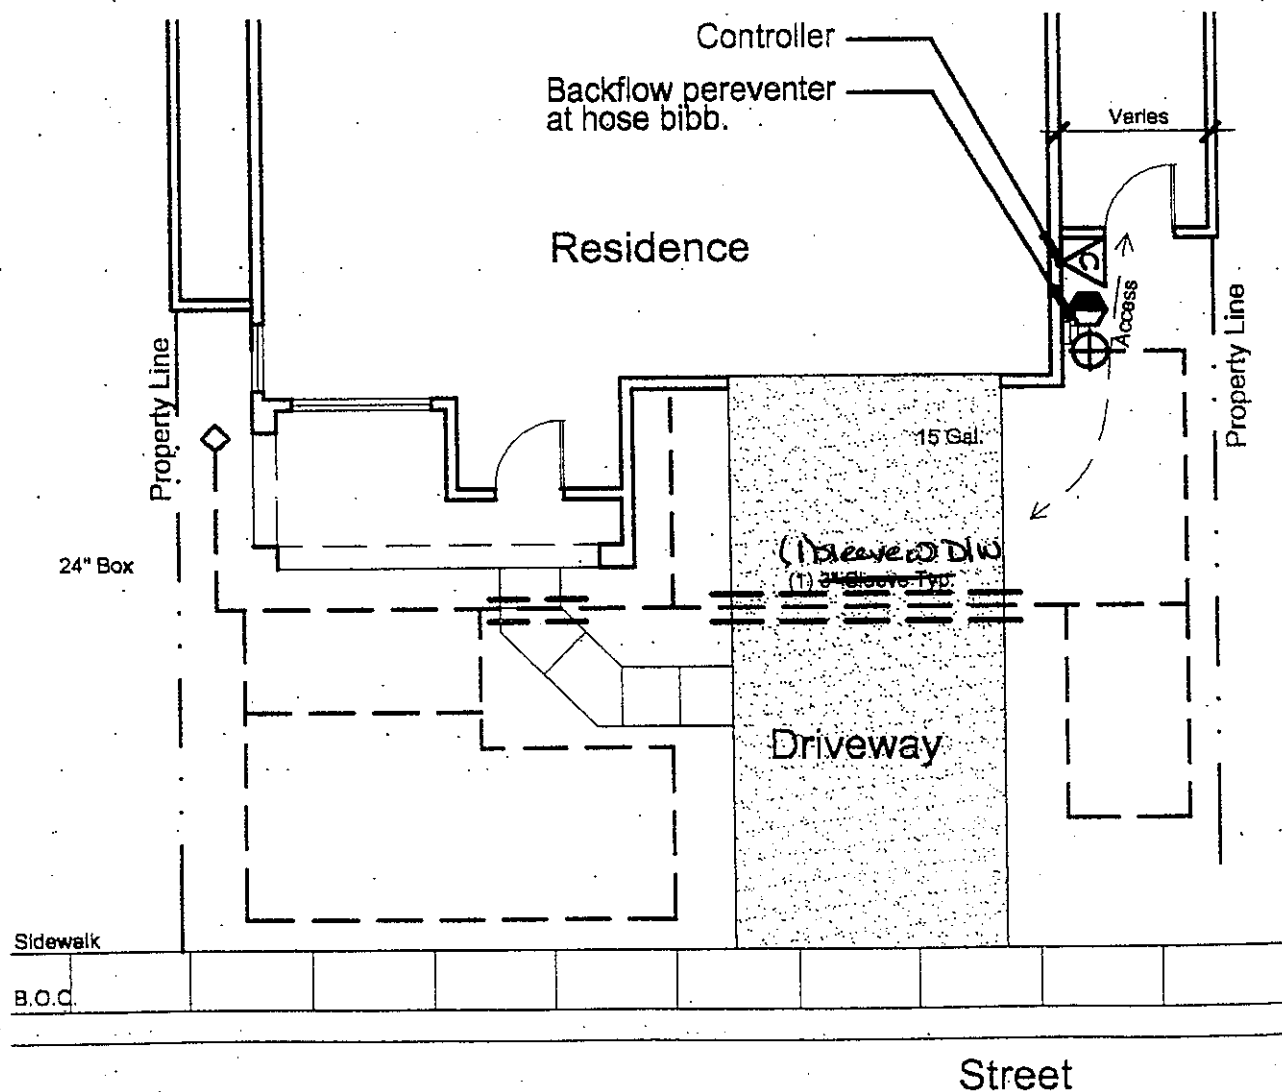 Controller
Backflow pereventer
at hose bibb.
Varies
Residence
C
Access
Property Line
Property Line
15 Gal.
24" Box
(1) sleeve @ D/W
(1) 3" Sleeve Typ.
Driveway
Sidewalk
B.O.C.
Street